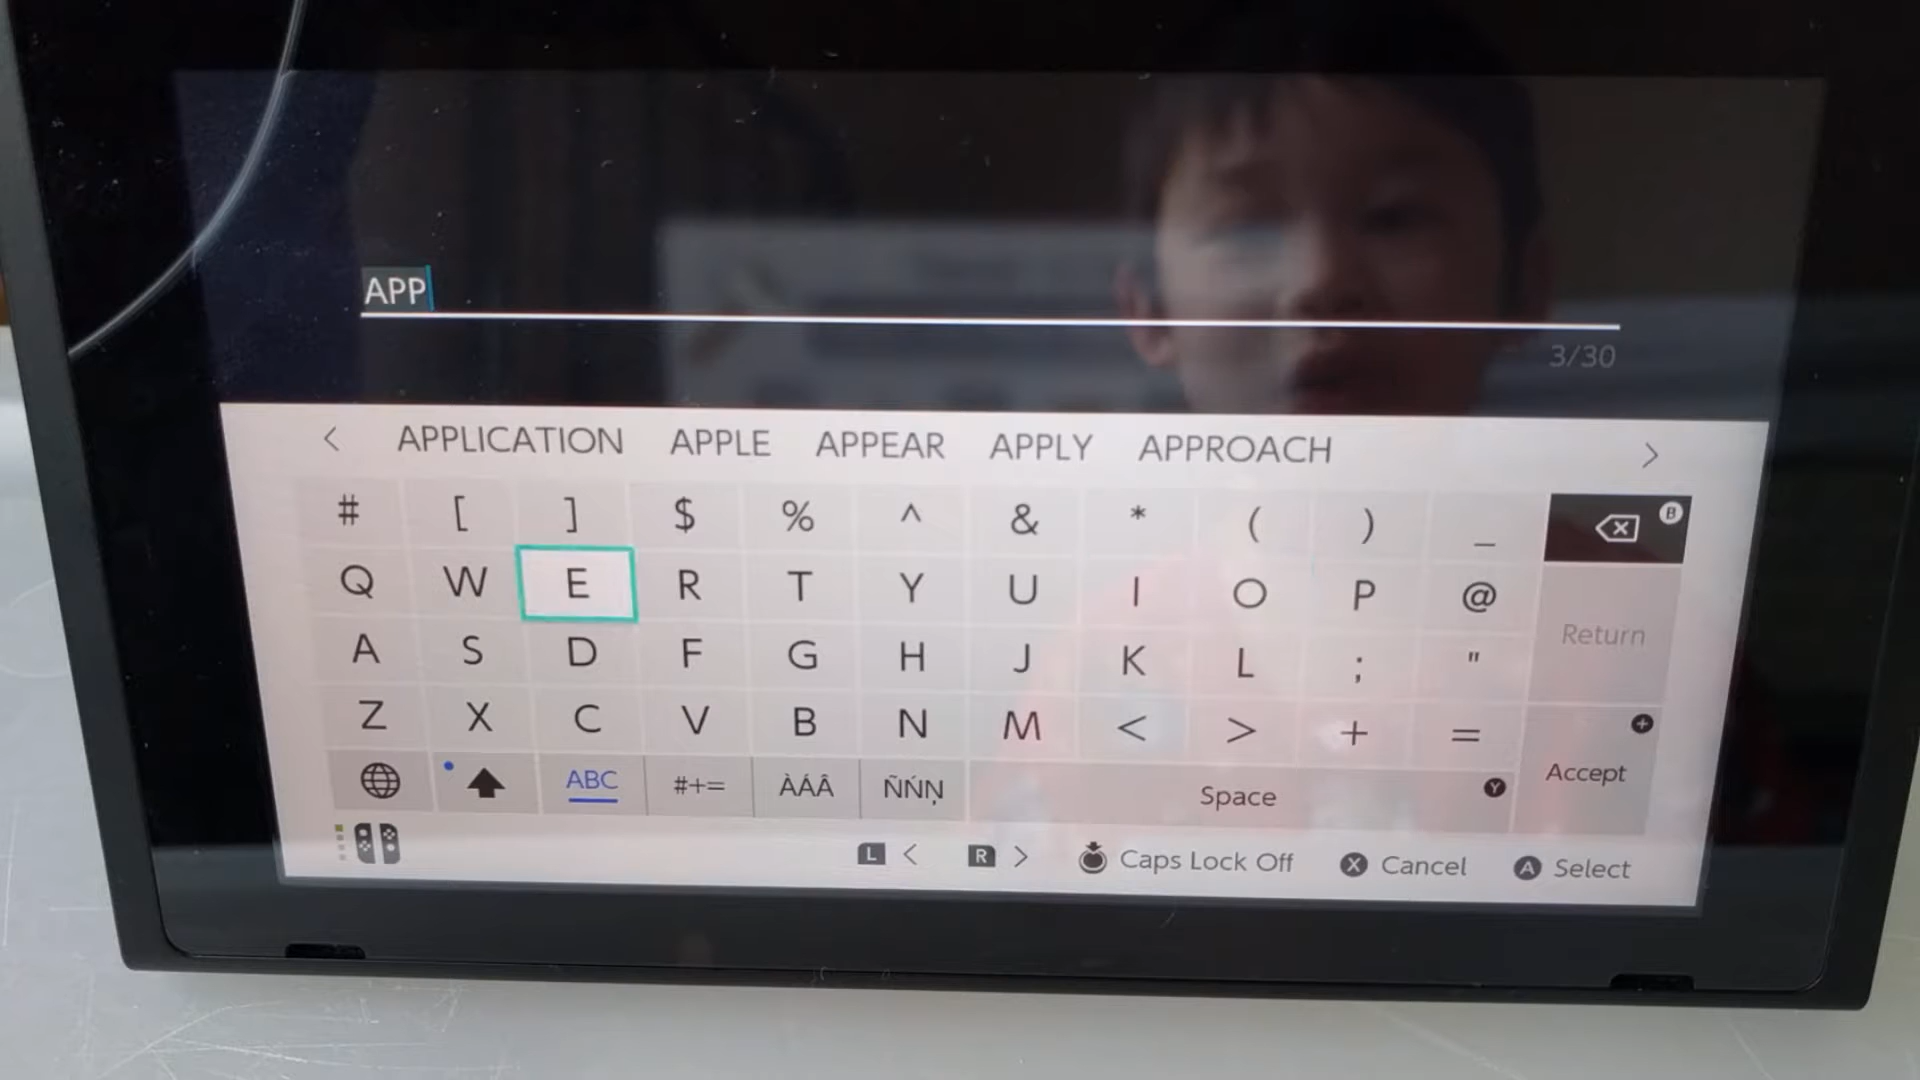 APP
3/30
< APPLICATION APPLE APPEAR APPLY APPROACH >
# [ ] $ % ^ & * ( ) _ B
Q W E R T Y U I O P @
Return
A S D F G H J K L ; "
Z X C V B N M < > + = +
ABC #+= ÀÁÂ ÑŃŅ Space Y Accept
L < R > Caps Lock Off X Cancel A Select